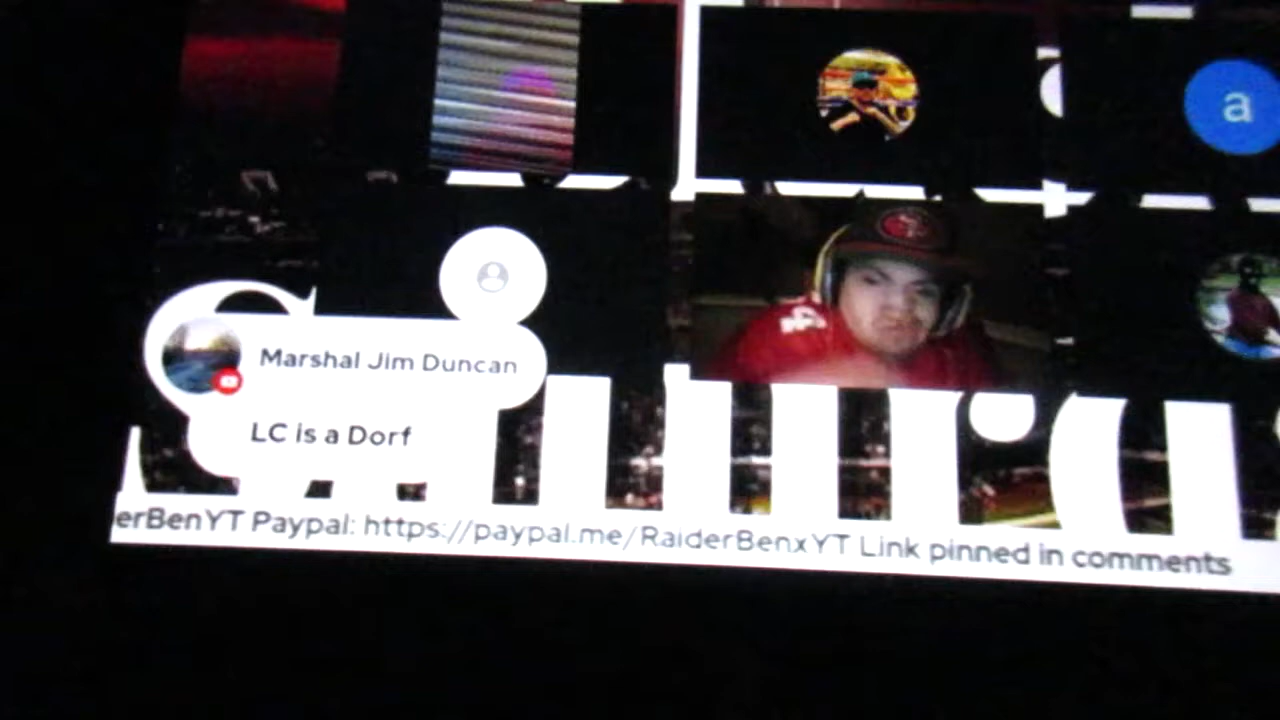 a
Marshal Jim Duncan
LC is a Dorf
erBenYT Paypal: https://paypal.me/RaiderBenxYT Link pinned in comments